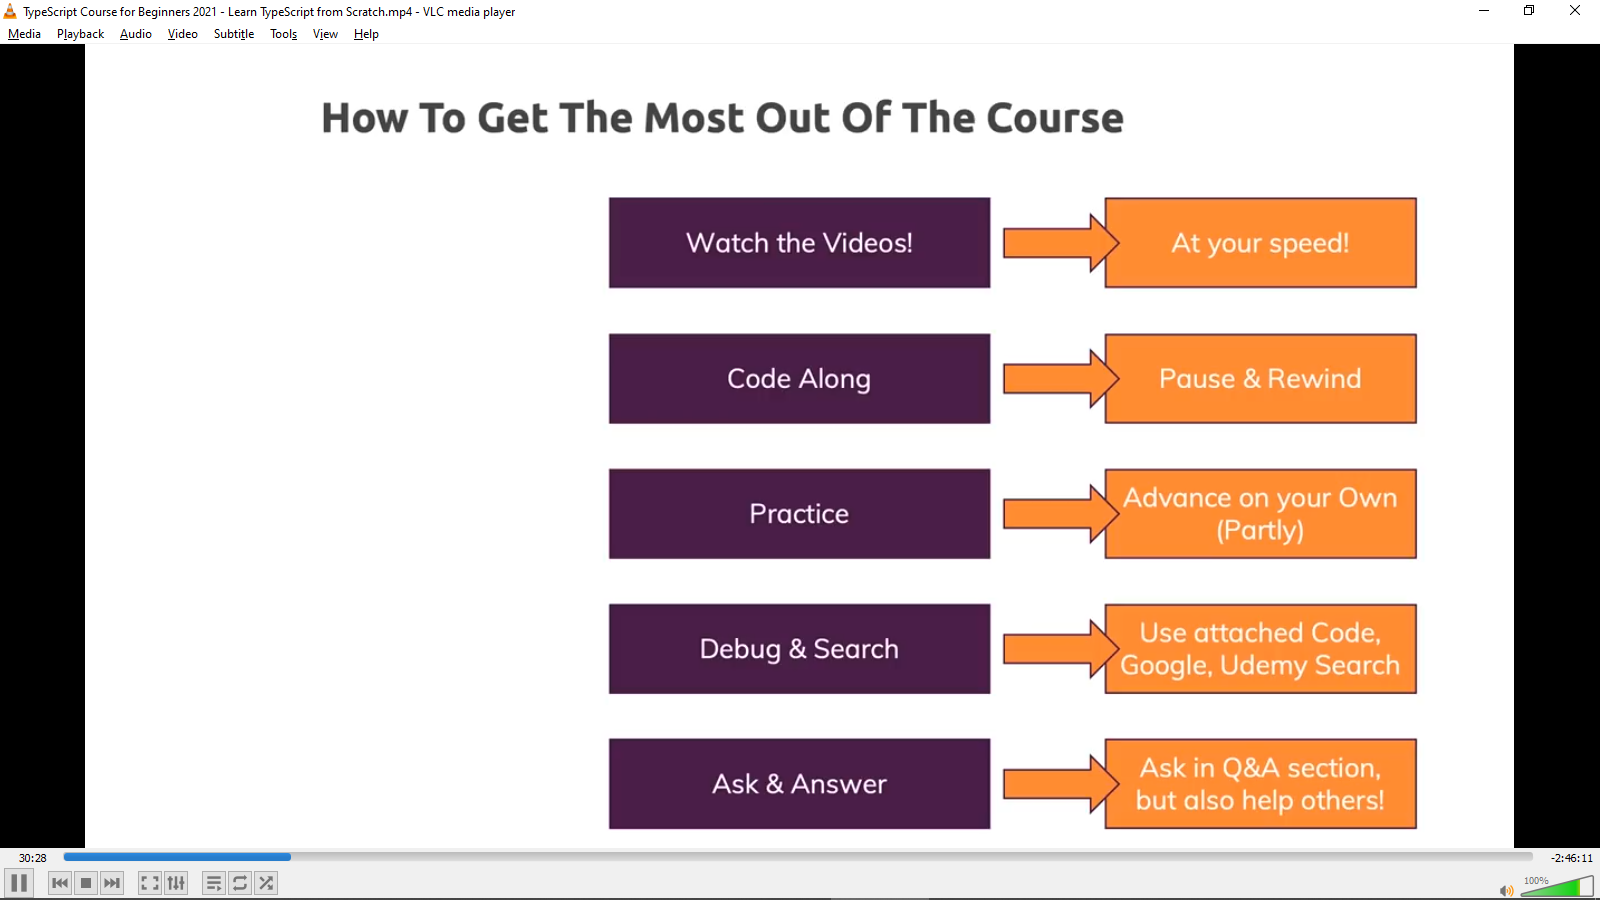 TypeScript Course for Beginners 2021 - Learn TypeScript from Scratch.mp4 - VLC media player
Media Playback Audio Video Subtitle Tools View Help
How To Get The Most Out Of The Course
Watch the Videos!
At your speed!
Code Along
Pause & Rewind
Practice
Advance on your Own
(Partly)
Debug & Search
Use attached Code,
Google, Udemy Search
Ask & Answer
Ask in Q&A section,
but also help others!
30:28
-2:46:11
100%